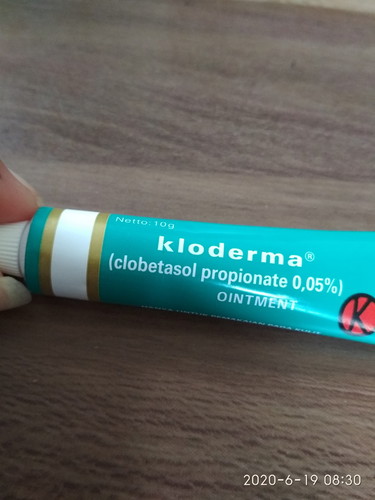 Netto: 10g
kloderma®
(clobetasol propionate 0,05%)
OINTMENT
K
2020-6-19 08:30